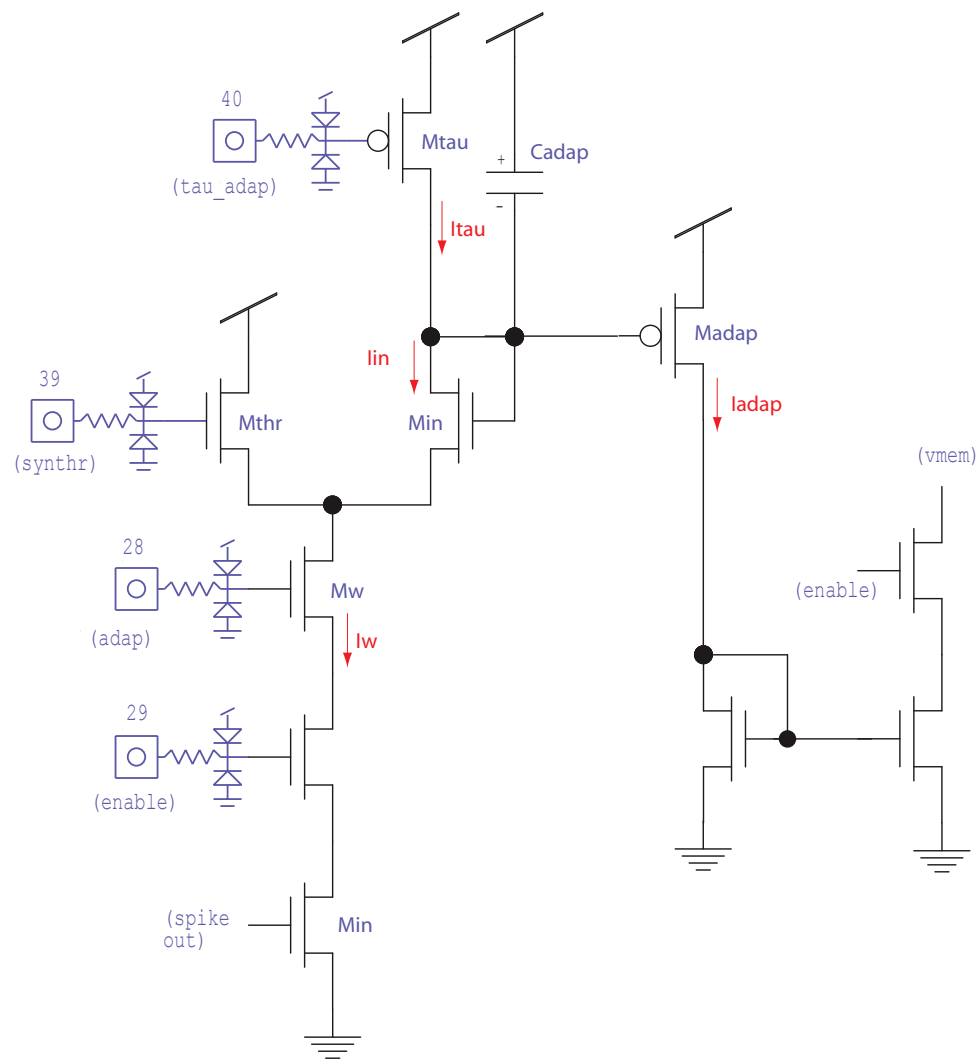 40
(tau_adap)
Mtau
Cadap
+
-
Itau
Madap
Iin
39
(synthr)
Mthr
Min
Iadap
(vmem)
28
(adap)
Mw
Iw
(enable)
29
(enable)
(spike
out)
Min